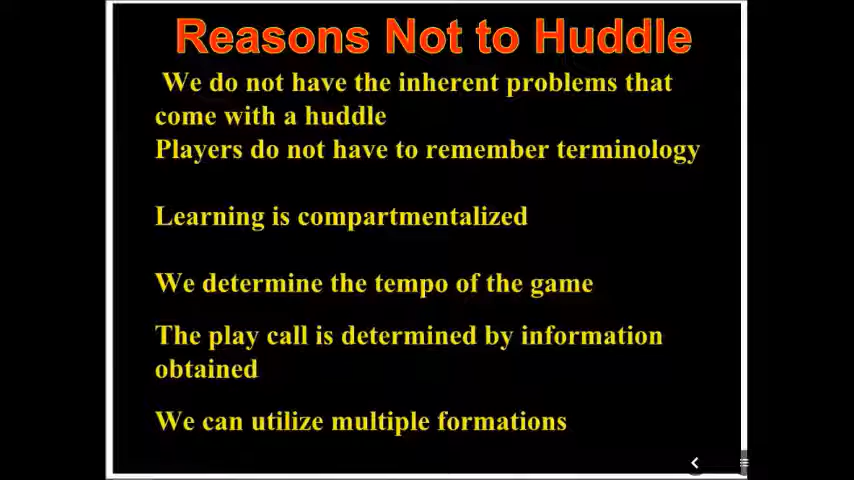 Reasons Not to Huddle
We do not have the inherent problems that
come with a huddle
Players do not have to remember terminology
Learning is compartmentalized
We determine the tempo of the game
The play call is determined by information
obtained
We can utilize multiple formations